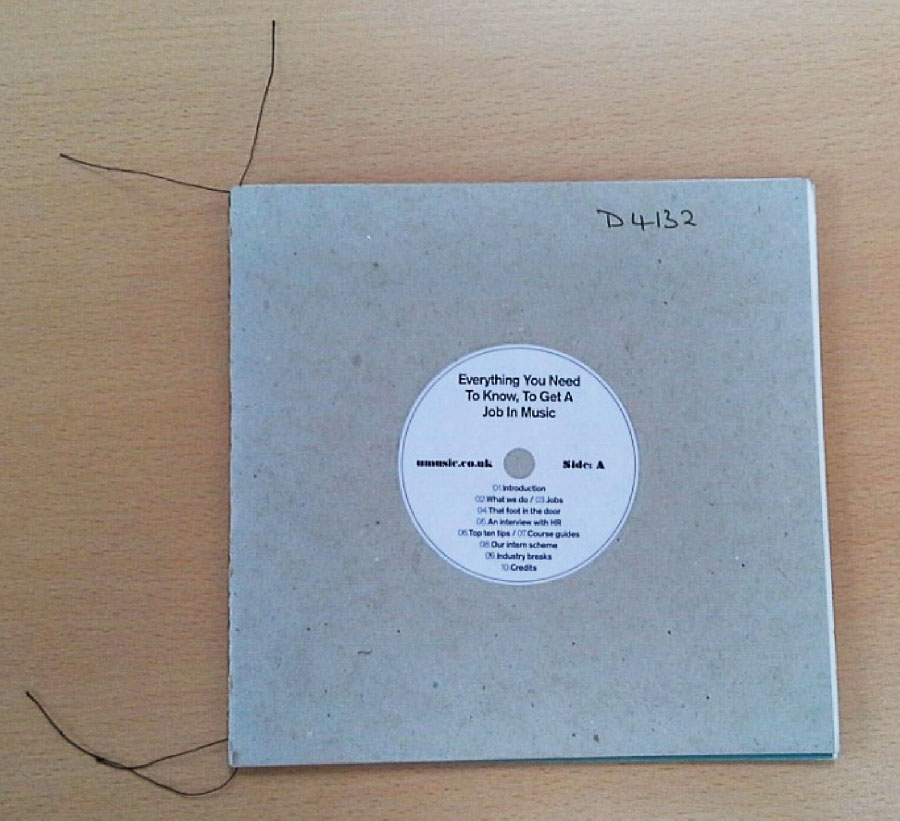 D4132
Everything You Need
To Know, To Get A
Job In Music
umusic.co.uk
Side: A
01 Introduction
02 What we do / 03 Jobs
04 That foot in the door
05 An interview with HR
06 Top ten tips / 07 Course guides
08 Our intern scheme
09 Industry breaks
10 Credits